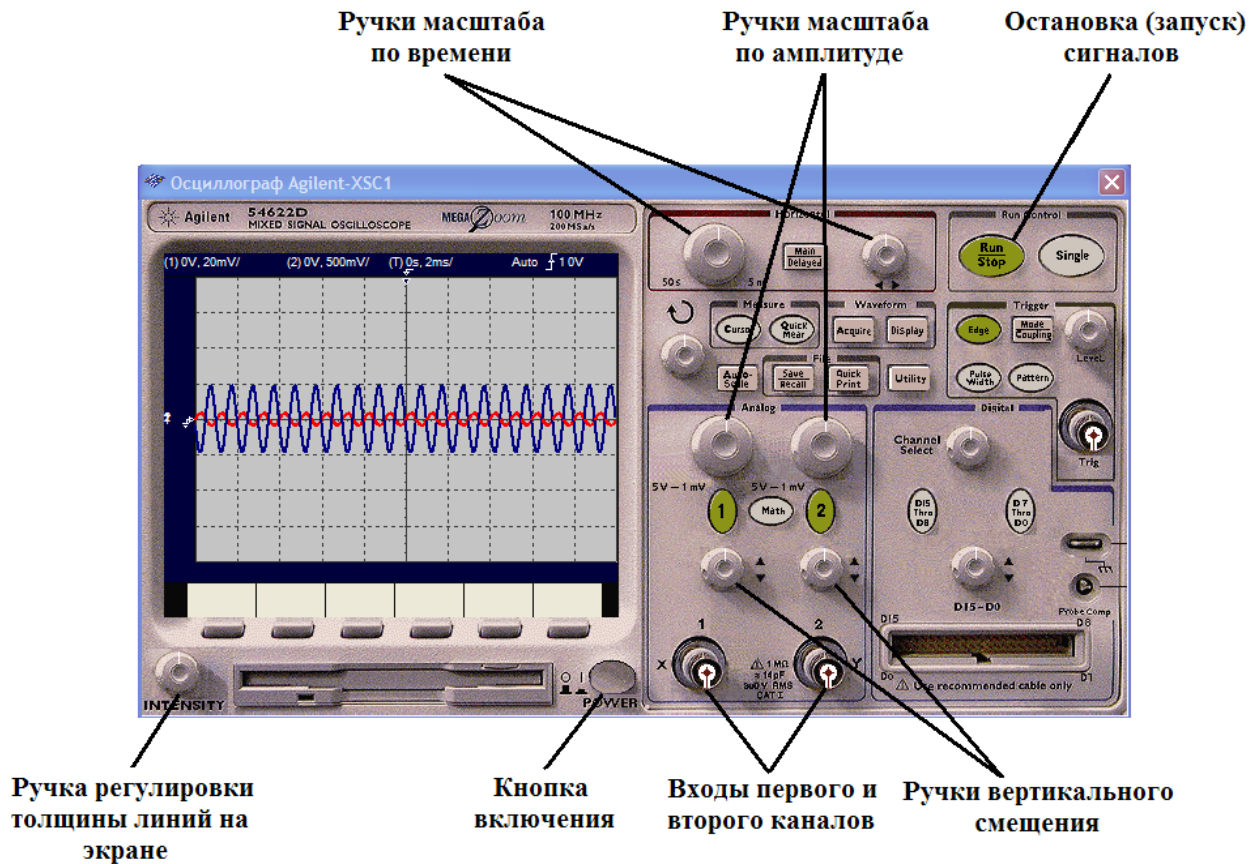 Ручки масштаба
по времени
Ручки масштаба
по амплитуде
Остановка (запуск)
сигналов
Осциллограф Agilent-XSC1
Agilent
54622D
MIXED SIGNAL OSCILLOSCOPE
MEGA Zoom
100 MHz
200 MSa/s
Horizontal
Run Control
(1) 0V, 20mV/ (2) 0V, 500mV/ (T) 0s, 2ms/ Auto 1 0V
Main
Delayed
50 s
5 n
Run
Stop
Single
Measure
Waveform
Trigger
Cursor
Quick
Mear
Acquire
Display
Edge
Mode
Coupling
Level
File
Auto-
Scale
Save
Recall
Quick
Print
Utility
Pulse
Width
Pattern
Analog
Digital
Trig
Channel
Select
5V – 1 mV
5V – 1 mV
1
Math
2
D15
Thro
D8
D7
Thro
D0
D15–D0
Probe Comp
1
2
X
Y
1 MΩ
≅ 14pF
300 V RMS
CAT I
D15
D8
D0
D1
Use recommended cable only
INTENSITY
POWER
Ручка регулировки
толщины линий на
экране
Кнопка
включения
Входы первого и
второго каналов
Ручки вертикального
смещения